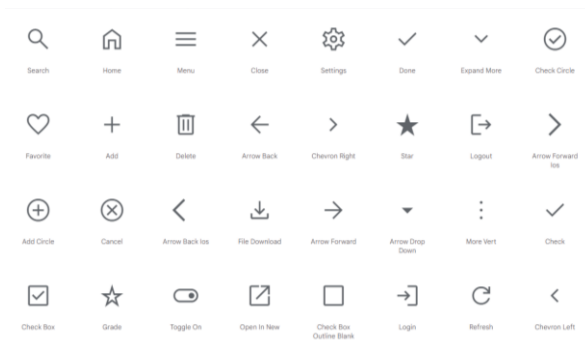 Search
Home
Menu
Close
Settings
Done
Expand More
Check Circle
Favorite
Add
Delete
Arrow Back
Chevron Right
Star
Logout
Arrow Forward
Ios
Add Circle
Cancel
Arrow Back Ios
File Download
Arrow Forward
Arrow Drop
Down
More Vert
Check
Check Box
Grade
Toggle On
Open In New
Check Box
Outline Blank
Login
Refresh
Chevron Left